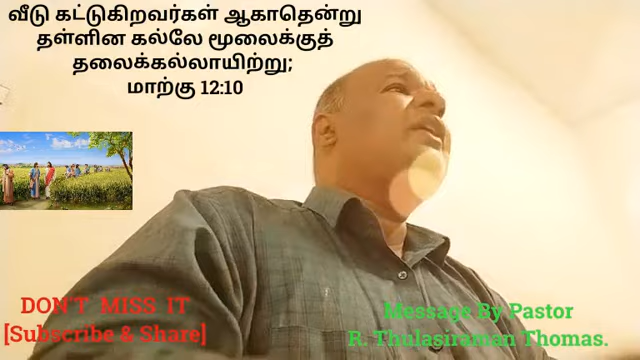 வீடு கட்டுகிறவர்கள் ஆகாதென்று
தள்ளின கல்லே மூலைக்குத்
தலைக்கல்லாயிற்று;
மாற்கு 12:10
DON'T MISS IT
[Subscribe & Share]
Message By Pastor
R. Thulasiraman Thomas.